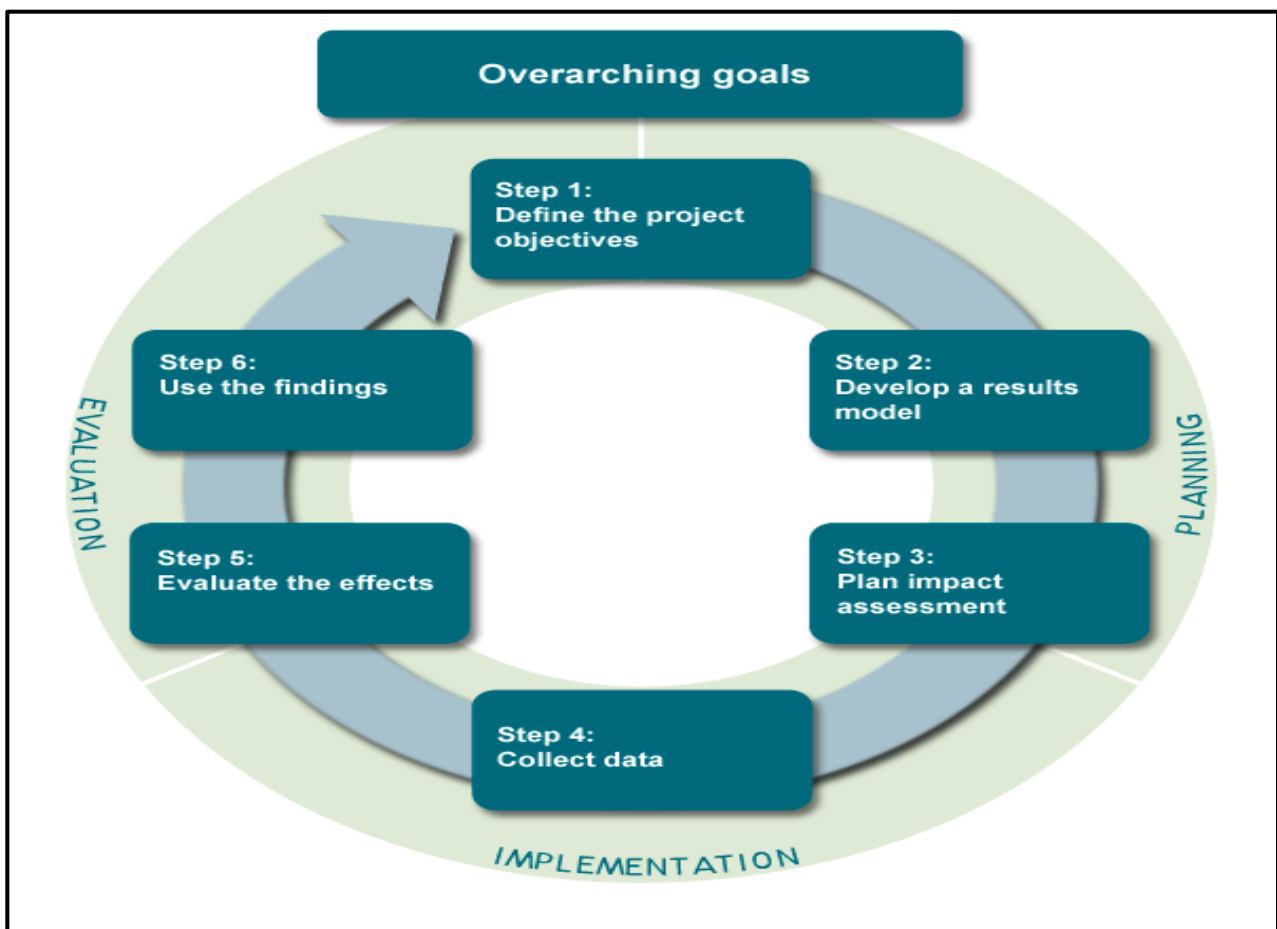 Overarching goals
Step 1:
Define the project
objectives
Step 2:
Develop a results
model
Step 3:
Plan impact
assessment
Step 4:
Collect data
Step 5:
Evaluate the effects
Step 6:
Use the findings
PLANNING
IMPLEMENTATION
EVALUATION